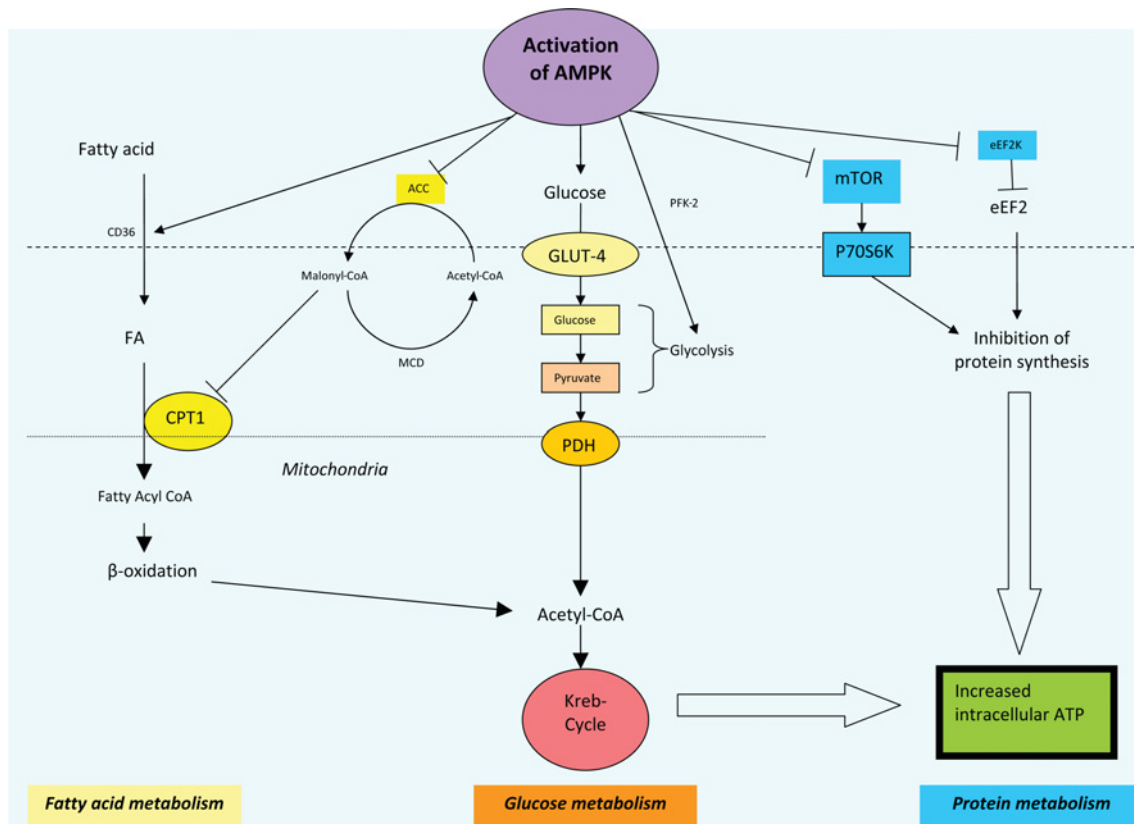 Activation
of AMPK
Fatty acid
ACC
Glucose
PFK-2
mTOR
eEF2K
eEF2
CD36
Malonyl-CoA
Acetyl-CoA
GLUT-4
P70S6K
FA
MCD
Glucose
Glycolysis
Pyruvate
Inhibition of
protein synthesis
CPT1
PDH
Mitochondria
Fatty Acyl CoA
β-oxidation
Acetyl-CoA
Kreb-
Cycle
Increased
intracellular ATP
Fatty acid metabolism
Glucose metabolism
Protein metabolism